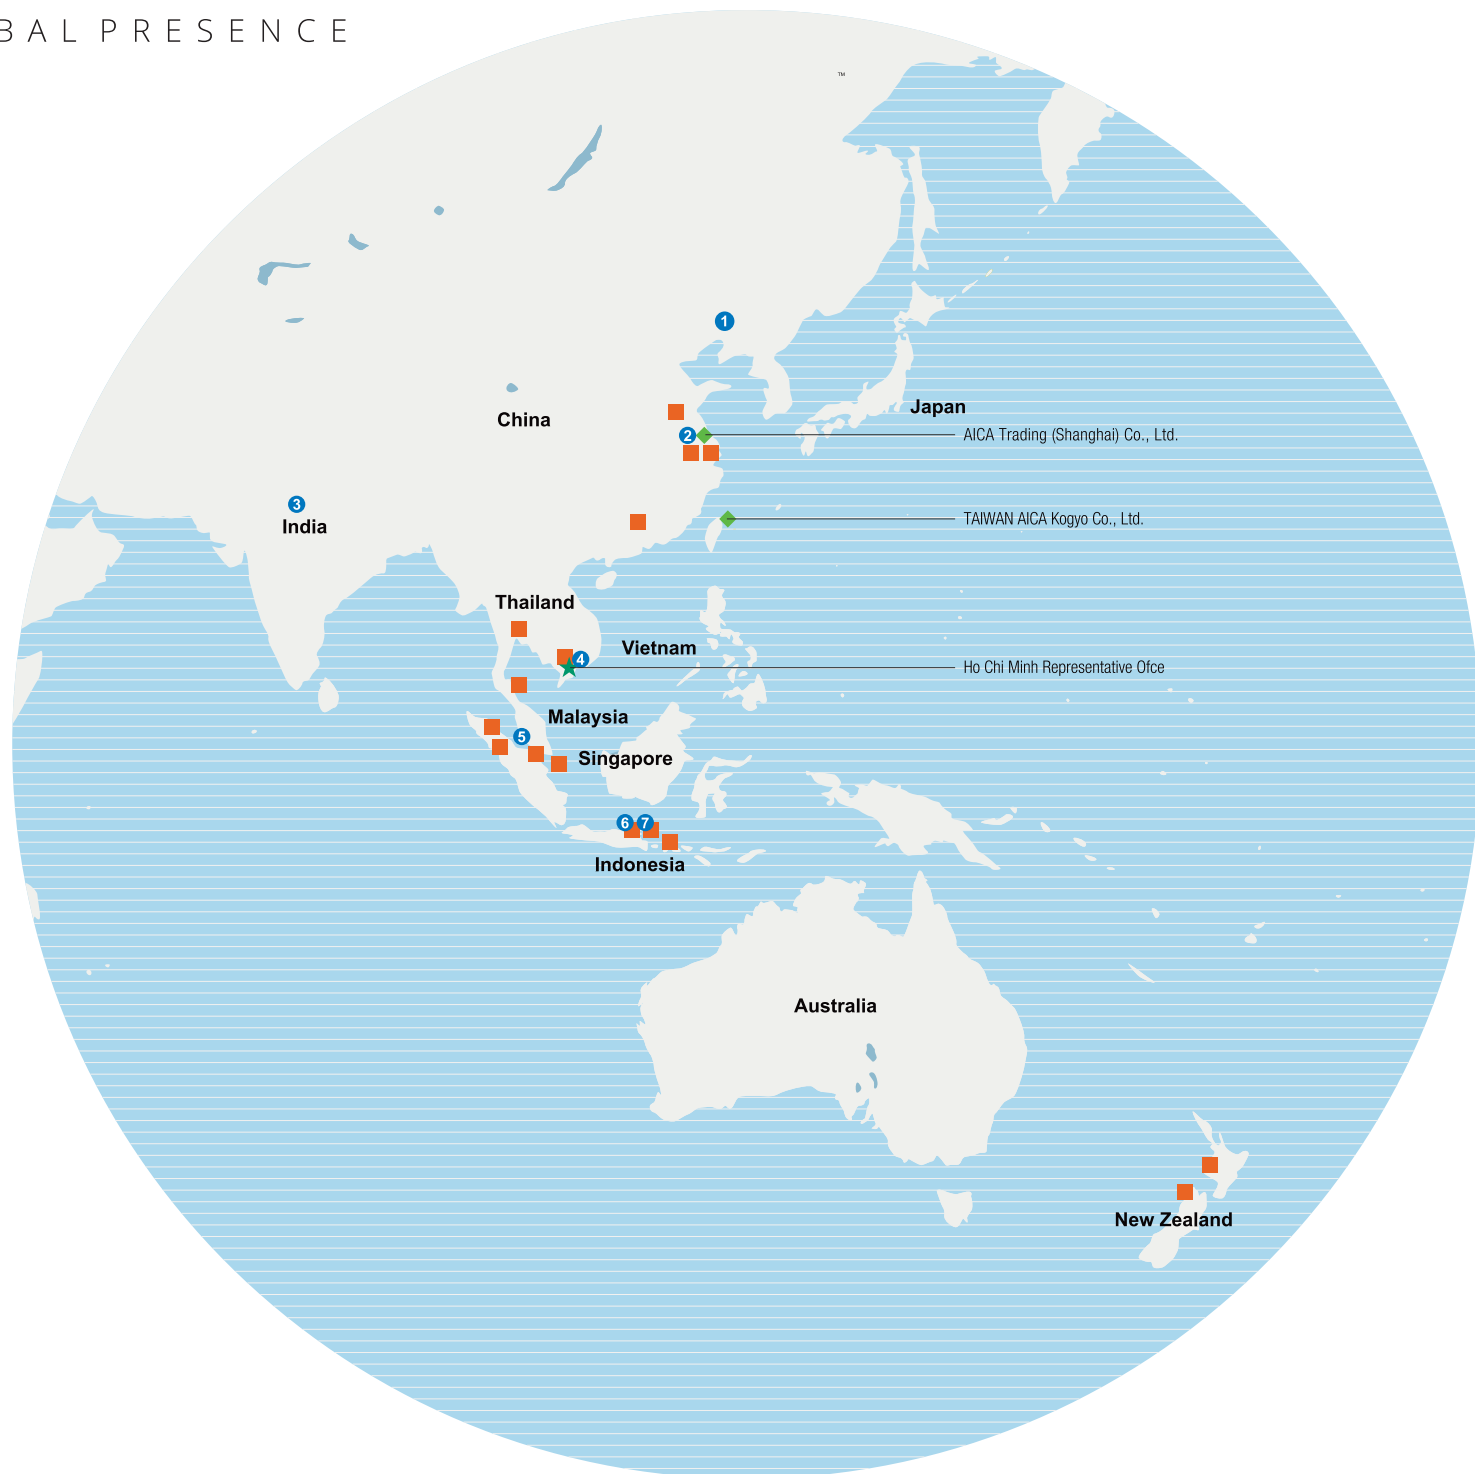 BAL PRESENCE
™
1
China
Japan
2
AICA Trading (Shanghai) Co., Ltd.
3
India
TAIWAN AICA Kogyo Co., Ltd.
Thailand
Vietnam
4
Ho Chi Minh Representative Ofce
Malaysia
5
Singapore
6 7
Indonesia
Australia
New Zealand